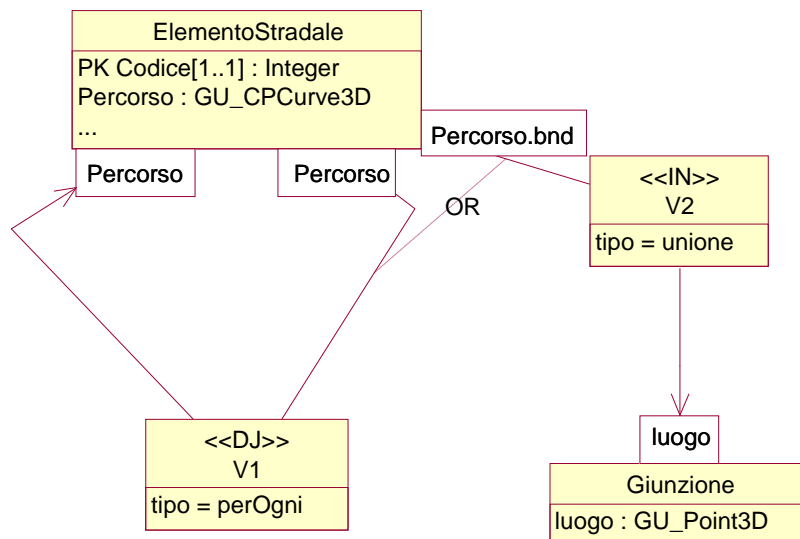 ElementoStradale
PK Codice[1..1] : Integer
Percorso : GU_CPCurve3D
...
Percorso.bnd
Percorso
Percorso
OR
<<IN>>
V2
tipo = unione
<<DJ>>
V1
tipo = perOgni
luogo
Giunzione
luogo : GU_Point3D